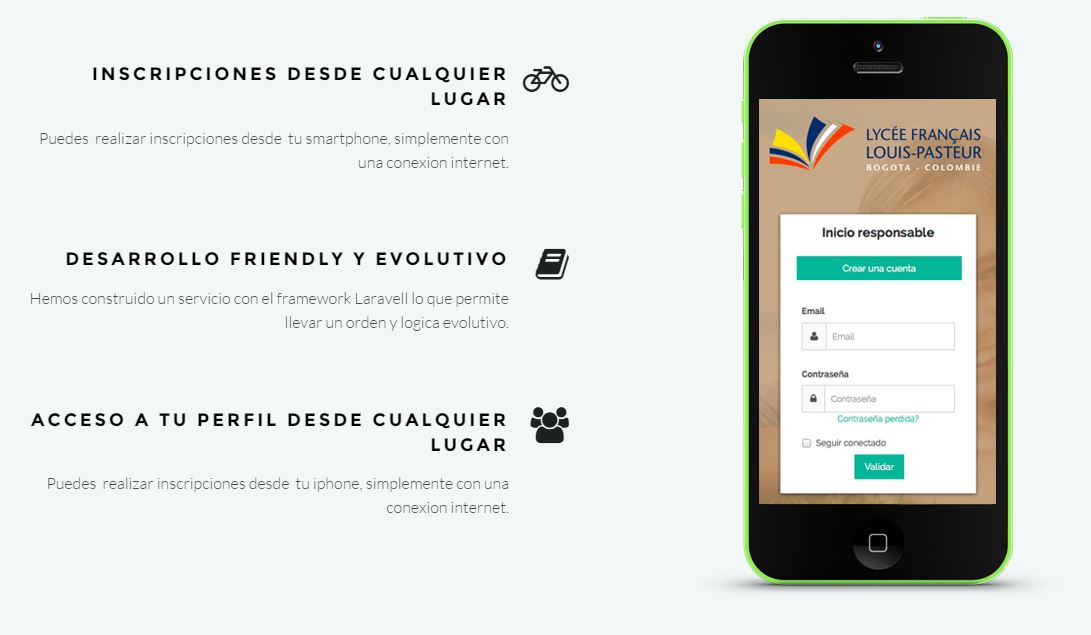 INSCRIPCIONES DESDE CUALQUIER
LUGAR
Puedes realizar inscripciones desde tu smartphone, simplemente con
una conexion internet.
DESARROLLO FRIENDLY Y EVOLUTIVO
Hemos construido un servicio con el framework Laravell lo que permite
llevar un orden y logica evolutivo.
ACCESO A TU PERFIL DESDE CUALQUIER
LUGAR
Puedes realizar inscripciones desde tu iphone, simplemente con una
conexion internet.
LYCÉE FRANÇAIS
LOUIS-PASTEUR
BOGOTA - COLOMBIE
Inicio responsable
Crear una cuenta
Email
Email
Contraseña
Contraseña
Contraseña perdida?
Seguir conectado
Validar